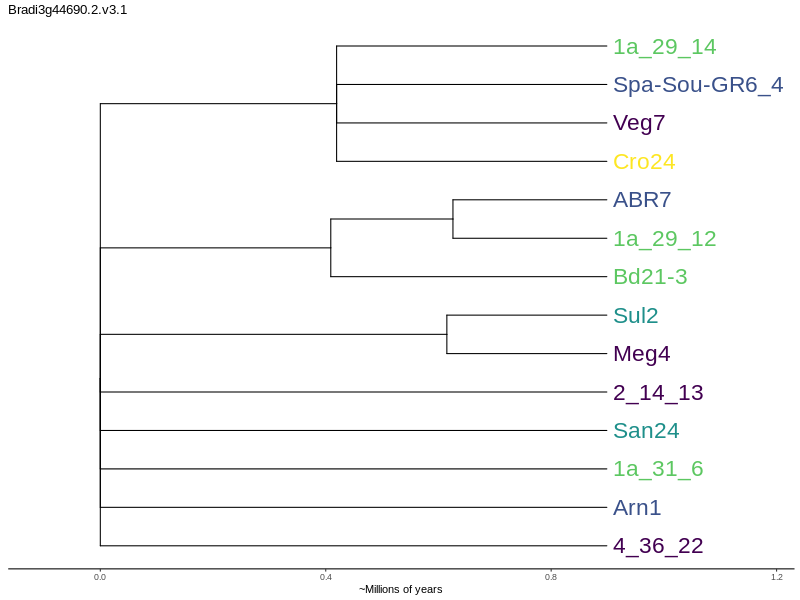 Bradi3g44690.2.v3.1
1a_29_14
Spa-Sou-GR6_4
Veg7
Cro24
ABR7
1a_29_12
Bd21-3
Sul2
Meg4
2_14_13
San24
1a_31_6
Arn1
4_36_22
0.0 0.4 0.8 1.2
~Millions of years